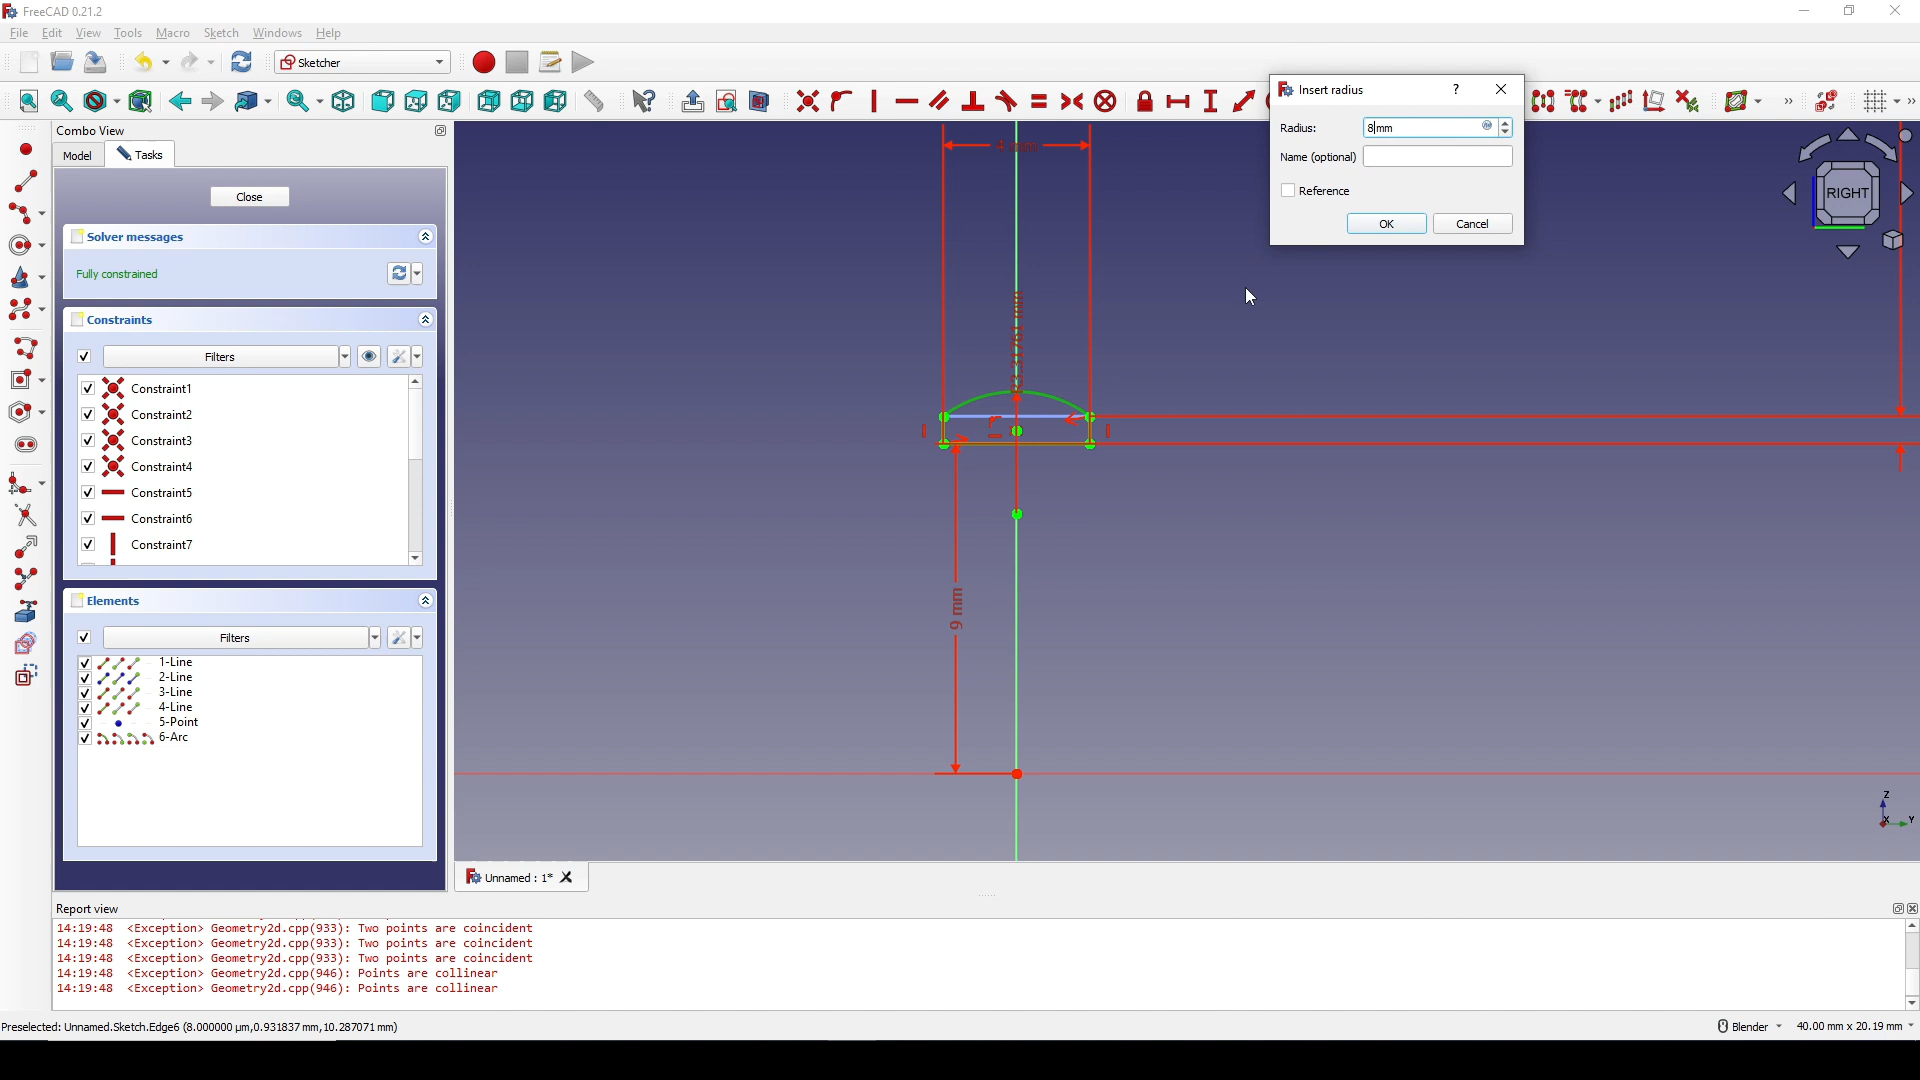 FreeCAD 0.21.2
File Edit View Tools Macro Sketch Windows Help
Sketcher
Insert radius
Radius: 8mm
Name (optional)
Reference
OK Cancel
Combo View
Model Tasks
Close
Solver messages
Fully constrained
Constraints
Filters
Constraint1
Constraint2
Constraint3
Constraint4
Constraint5
Constraint6
Constraint7
Elements
Filters
1-Line
2-Line
3-Line
4-Line
5-Point
6-Arc
4 mm
9 mm
RIGHT
Z
X Y
Unnamed : 1*
Report view
14:19:48 <Exception> Geometry2d.cpp(933): Two points are coincident
14:19:48 <Exception> Geometry2d.cpp(933): Two points are coincident
14:19:48 <Exception> Geometry2d.cpp(933): Two points are coincident
14:19:48 <Exception> Geometry2d.cpp(946): Points are collinear
14:19:48 <Exception> Geometry2d.cpp(946): Points are collinear
Preselected: Unnamed.Sketch.Edge6 (8.000000 µm,0.931837 mm,10.287071 mm)
Blender 40.00 mm x 20.19 mm